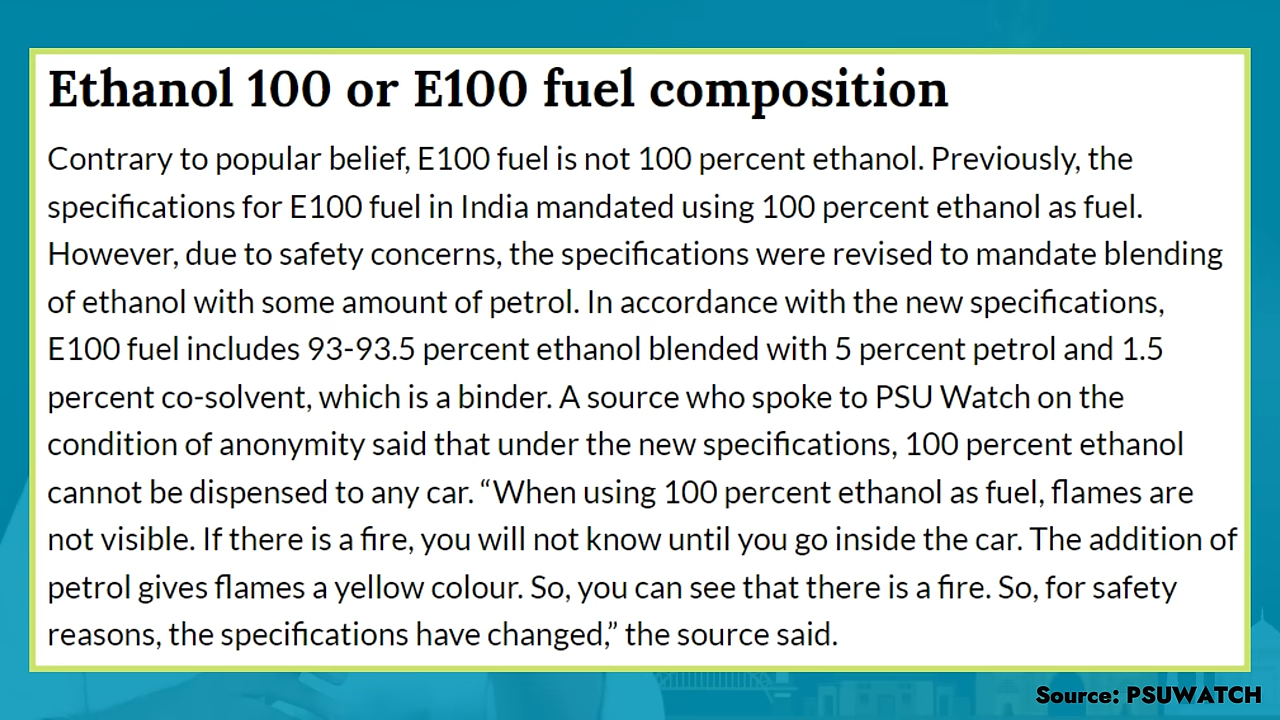 Ethanol 100 or E100 fuel composition
Contrary to popular belief, E100 fuel is not 100 percent ethanol. Previously, the
specifications for E100 fuel in India mandated using 100 percent ethanol as fuel.
However, due to safety concerns, the specifications were revised to mandate blending
of ethanol with some amount of petrol. In accordance with the new specifications,
E100 fuel includes 93-93.5 percent ethanol blended with 5 percent petrol and 1.5
percent co-solvent, which is a binder. A source who spoke to PSU Watch on the
condition of anonymity said that under the new specifications, 100 percent ethanol
cannot be dispensed to any car. “When using 100 percent ethanol as fuel, flames are
not visible. If there is a fire, you will not know until you go inside the car. The addition of
petrol gives flames a yellow colour. So, you can see that there is a fire. So, for safety
reasons, the specifications have changed,” the source said.
Source: PSUWATCH